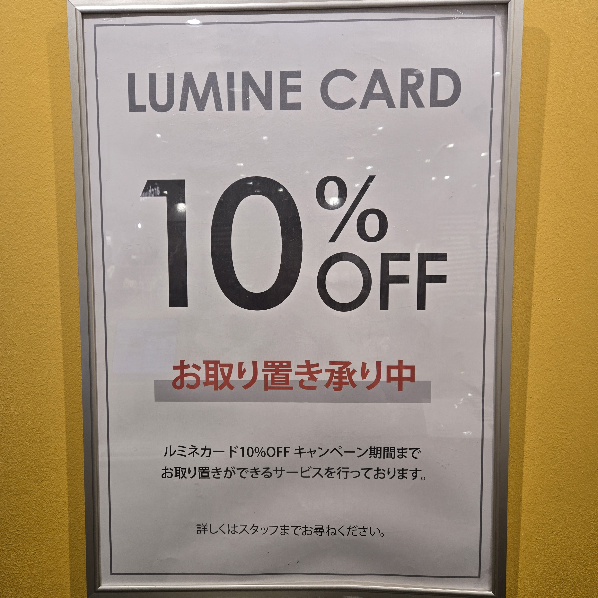 LUMINE CARD
10%
OFF
お取り置き承り中
ルミネカード10%OFF キャンペーン期間まで
お取り置きができるサービスを行っております。
詳しくはスタッフまでお尋ねください。